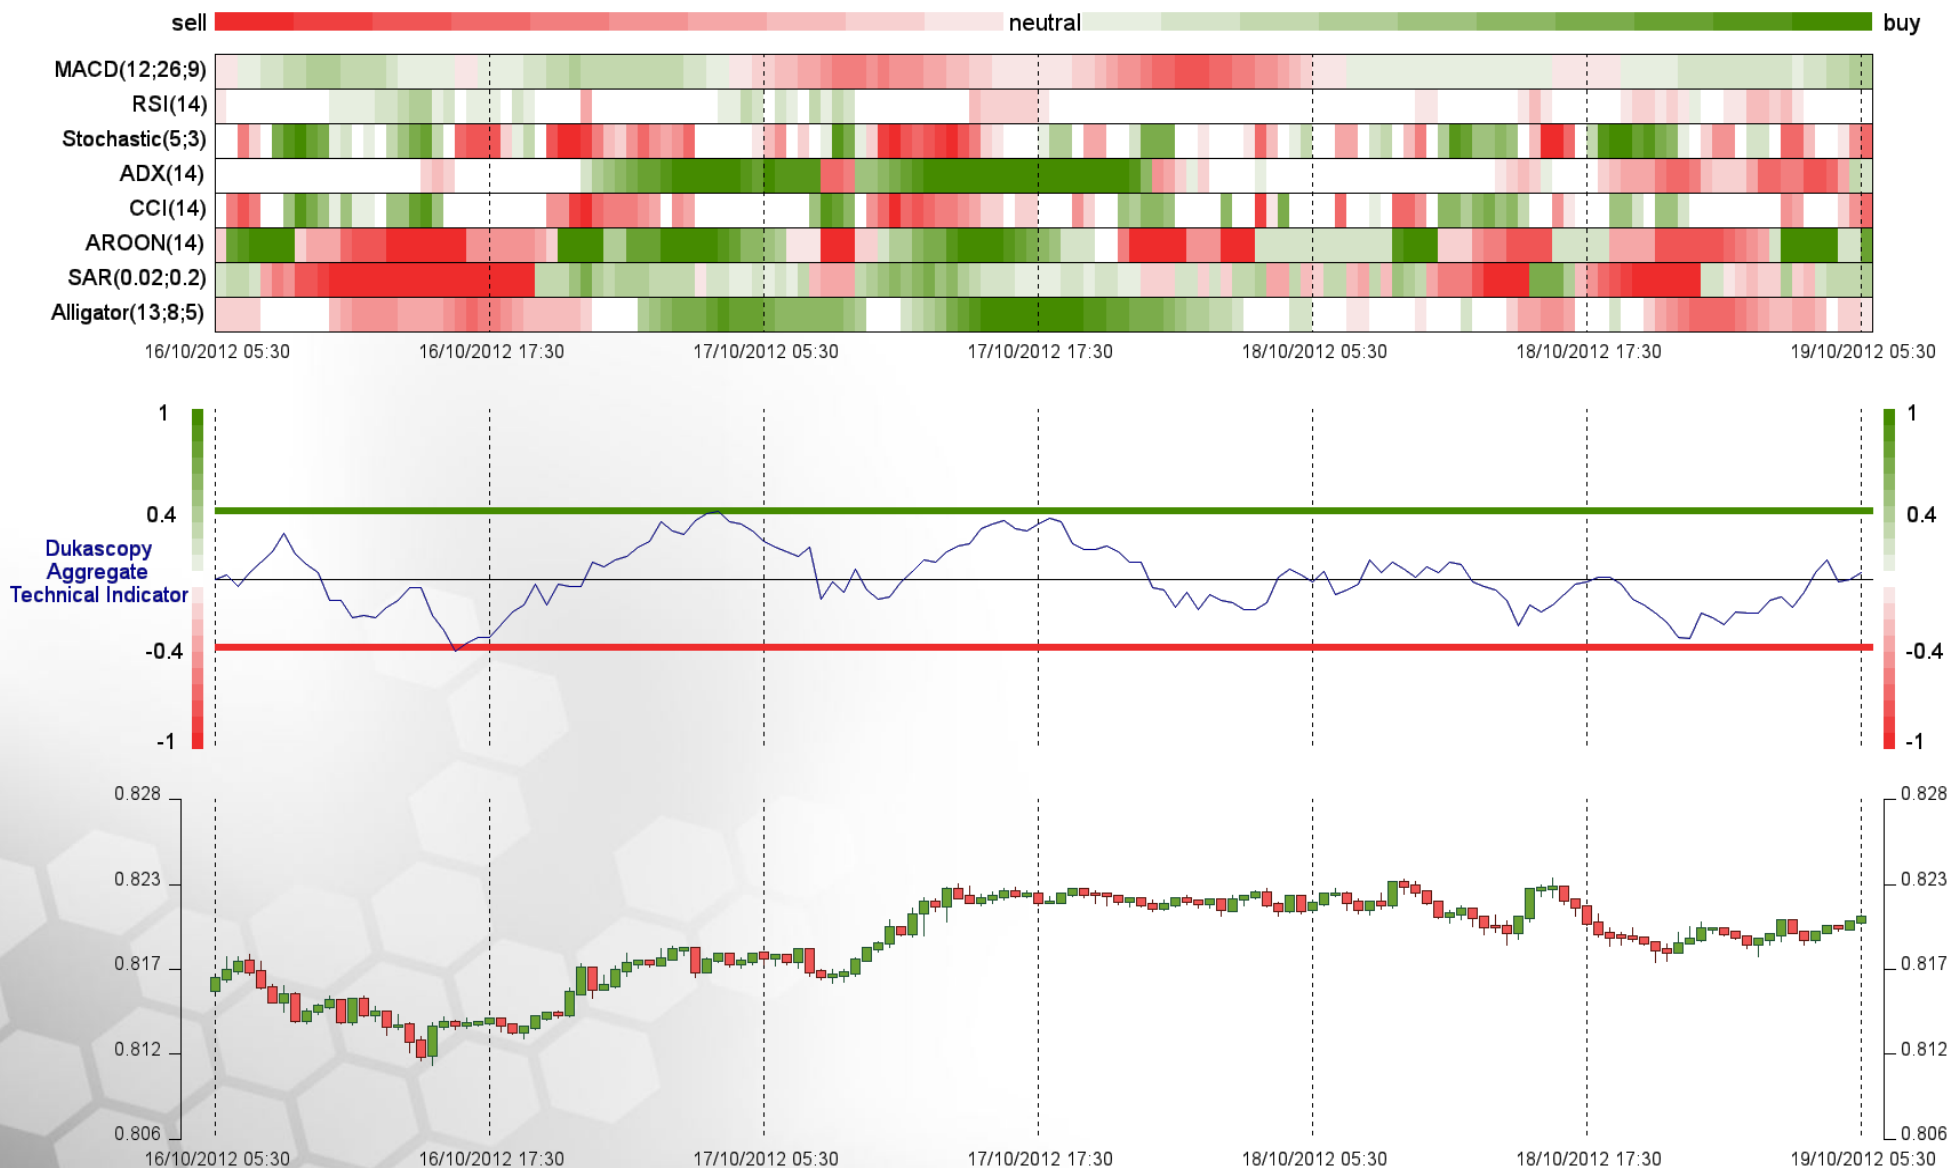 sell neutral buy
MACD(12;26;9)
RSI(14)
Stochastic(5;3)
ADX(14)
CCI(14)
AROON(14)
SAR(0.02;0.2)
Alligator(13;8;5)
16/10/2012 05:30 16/10/2012 17:30 17/10/2012 05:30 17/10/2012 17:30 18/10/2012 05:30 18/10/2012 17:30 19/10/2012 05:30
1 1
0.4 0.4
Dukascopy
Aggregate
Technical Indicator
-0.4 -0.4
-1 -1
0.828 0.828
0.823 0.823
0.817 0.817
0.812 0.812
0.806 0.806
16/10/2012 05:30 16/10/2012 17:30 17/10/2012 05:30 17/10/2012 17:30 18/10/2012 05:30 18/10/2012 17:30 19/10/2012 05:30